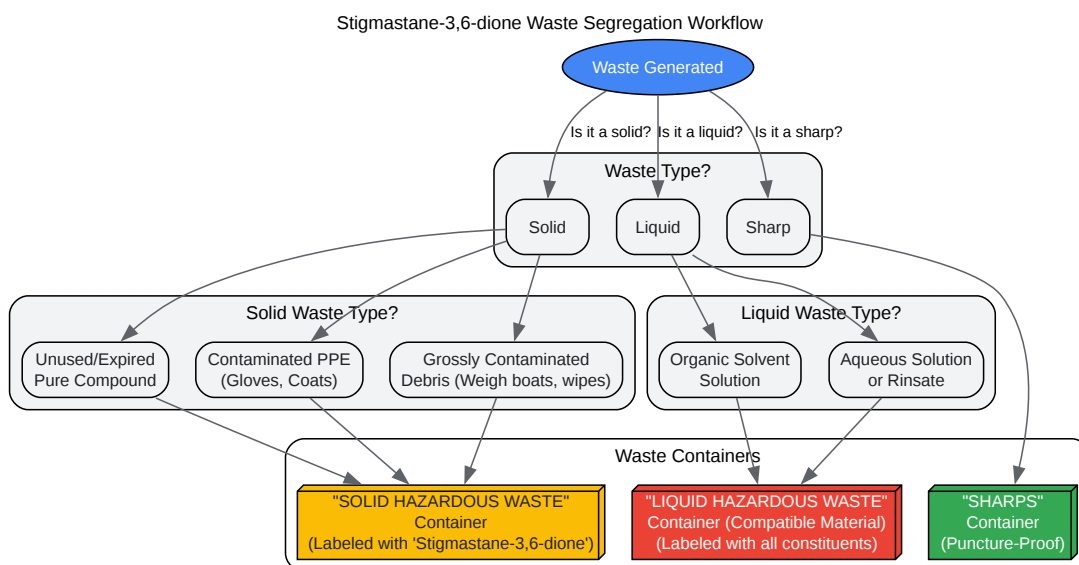 Stigmastane-3,6-dione Waste Segregation Workflow
Waste Generated
Is it a solid?
Is it a liquid?
Is it a sharp?
Waste Type?
Solid
Liquid
Sharp
Solid Waste Type?
Liquid Waste Type?
Unused/Expired
Pure Compound
Contaminated PPE
(Gloves, Coats)
Grossly Contaminated
Debris (Weigh boats, wipes)
Organic Solvent
Solution
Aqueous Solution
or Rinsate
Waste Containers
"SOLID HAZARDOUS WASTE"
Container
(Labeled with 'Stigmastane-3,6-dione')
"LIQUID HAZARDOUS WASTE"
Container (Compatible Material)
(Labeled with all constituents)
"SHARPS"
Container
(Puncture-Proof)